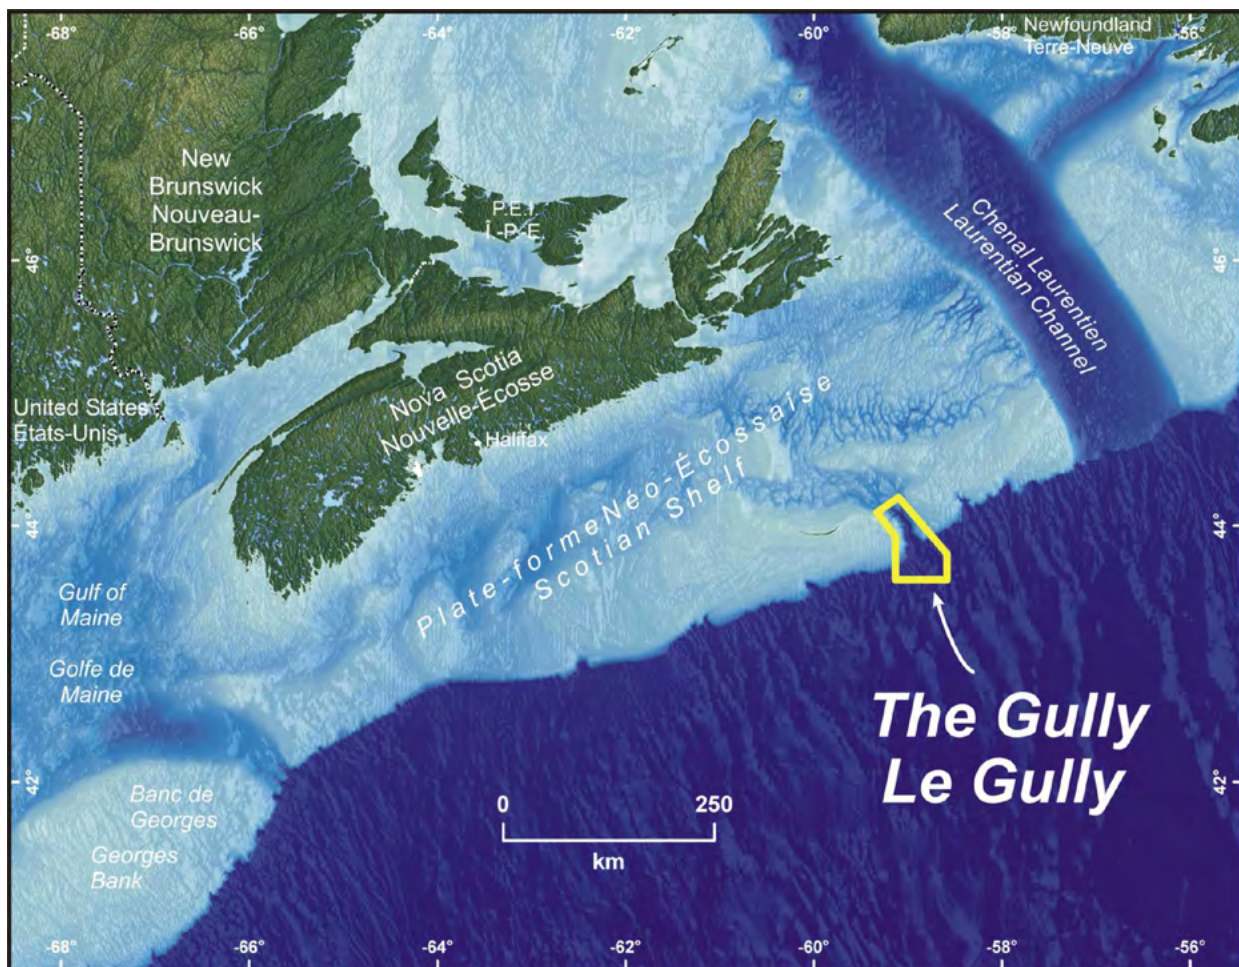 -68°
-66°
-64°
-62°
-60°
-58°
-56°
Newfoundland
Terre-Neuve
New
Brunswick
Nouveau-
Brunswick
P.E.I
Î.-P-E.
46°
46°
Chenal Laurentien
Laurentian Channel
Nova Scotia
Nouvelle-Écosse
Halifax
United States
États-Unis
Plate-forme Néo-Écossaise
Scotian Shelf
44°
44°
Gulf of
Maine
Golfe de
Maine
The Gully
Le Gully
42°
42°
Banc de
Georges
Georges
Bank
0 250
km
-68°
-66°
-64°
-62°
-60°
-58°
-56°